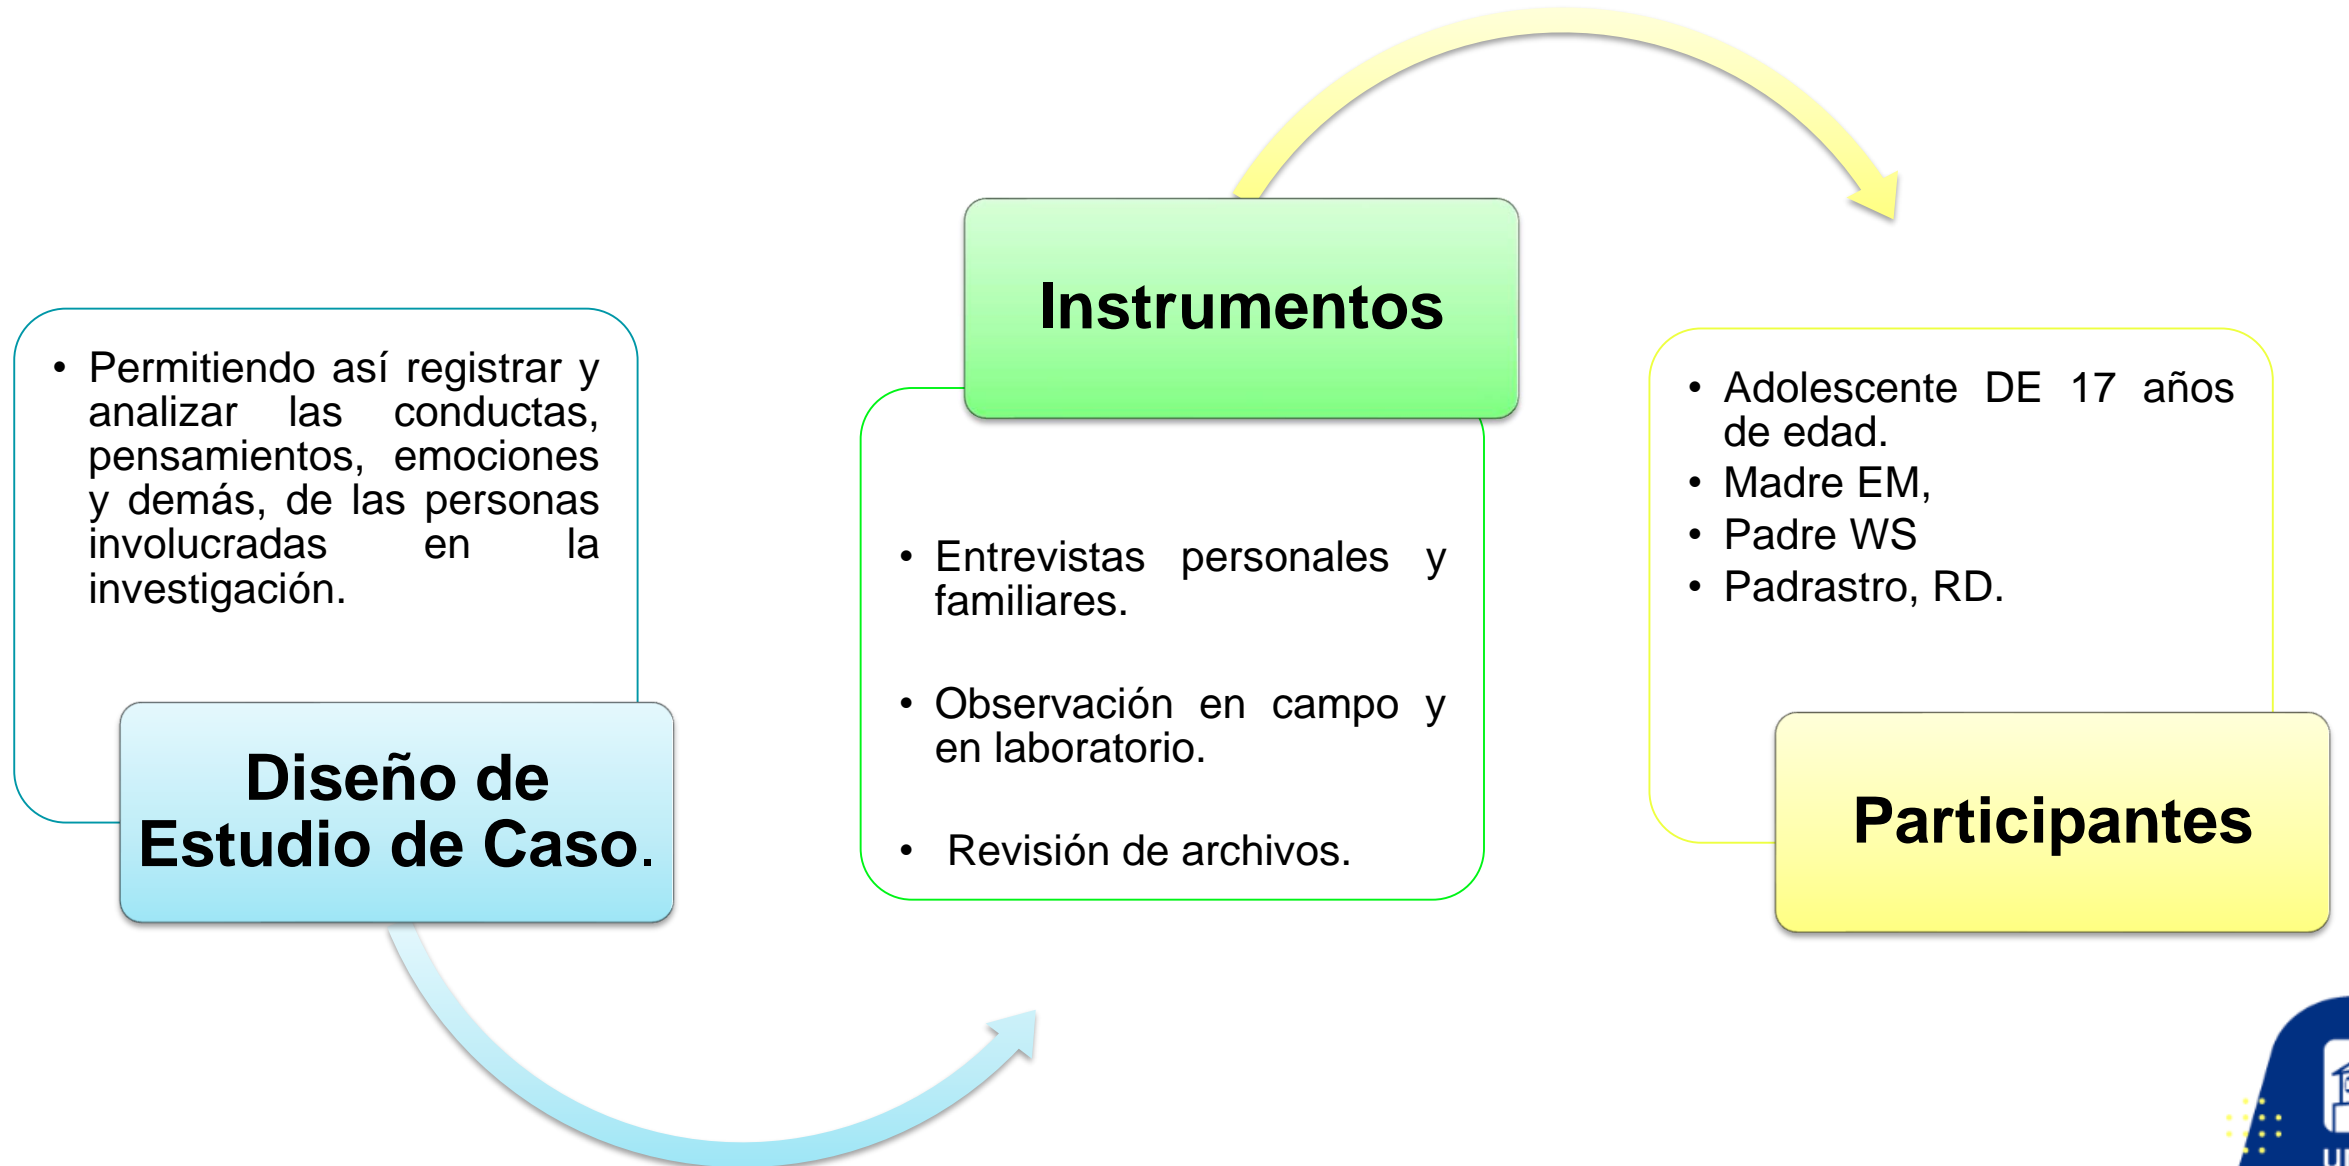 • Permitiendo así registrar y
analizar las conductas,
pensamientos, emociones
y demás, de las personas
involucradas en la
investigación.
Diseño de
Estudio de Caso.
Instrumentos
• Entrevistas personales y
familiares.
• Observación en campo y
en laboratorio.
• Revisión de archivos.
• Adolescente DE 17 años
de edad.
• Madre EM,
• Padre WS
• Padrastro, RD.
Participantes